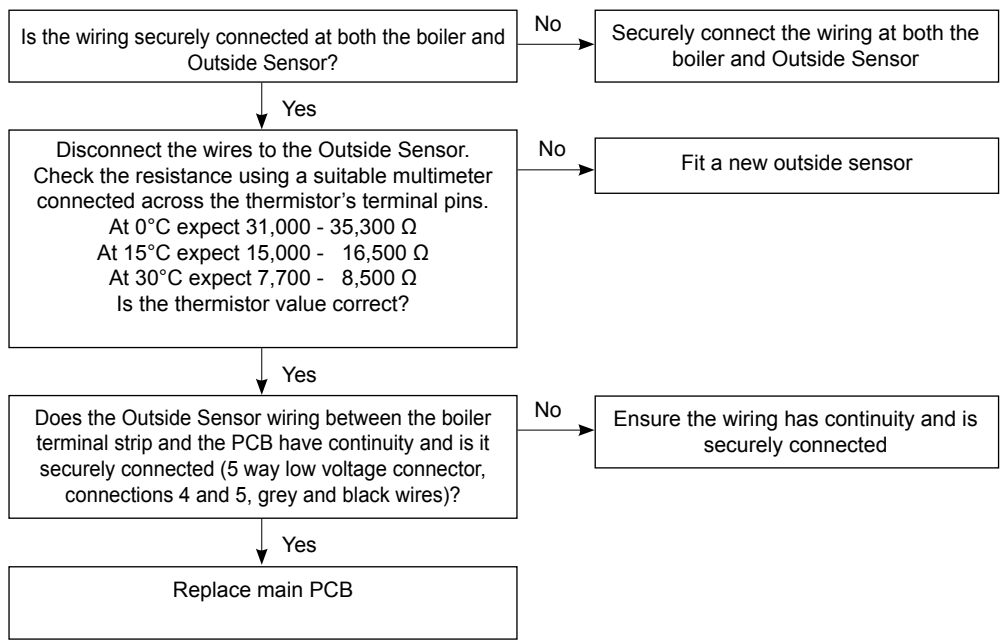 Is the wiring securely connected at both the boiler and
Outside Sensor?
No
Securely connect the wiring at both the
boiler and Outside Sensor
Yes
Disconnect the wires to the Outside Sensor.
Check the resistance using a suitable multimeter
connected across the thermistor's terminal pins.
At 0°C expect 31,000 - 35,300 Ω
At 15°C expect 15,000 - 16,500 Ω
At 30°C expect 7,700 - 8,500 Ω
Is the thermistor value correct?
No
Fit a new outside sensor
Yes
Does the Outside Sensor wiring between the boiler
terminal strip and the PCB have continuity and is it
securely connected (5 way low voltage connector,
connections 4 and 5, grey and black wires)?
No
Ensure the wiring has continuity and is
securely connected
Yes
Replace main PCB